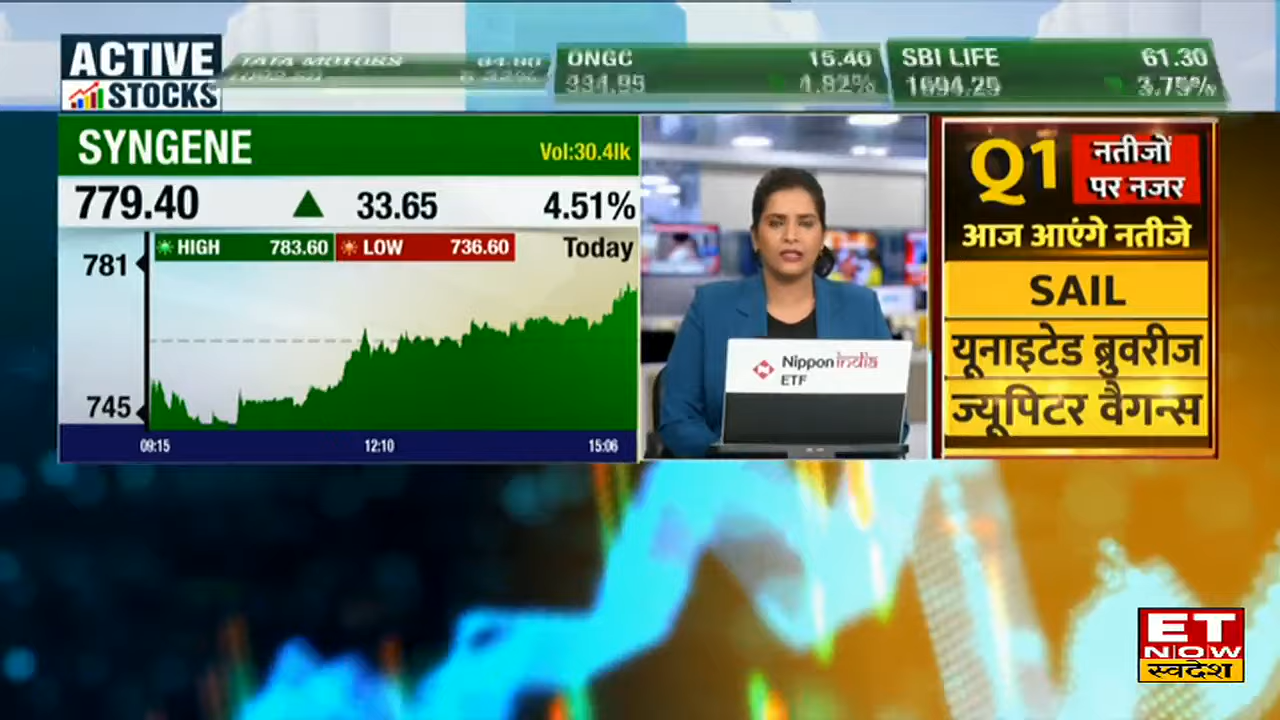 ACTIVE
STOCKS
TATA MOTORS
ONGC 15.40
334.95 4.82%
SBI LIFE 61.30
1694.25 3.75%
SYNGENE
Vol:30.4lk
779.40 33.65 4.51%
HIGH 783.60 LOW 736.60 Today
781
745
09:15 12:10 15:06
Nippon india
ETF
Q1 नतीजों
पर नजर
आज आएंगे नतीजे
SAIL
यूनाइटेड ब्रुवरीज
ज्यूपिटर वैगन्स
ET
NOW
स्वदेश